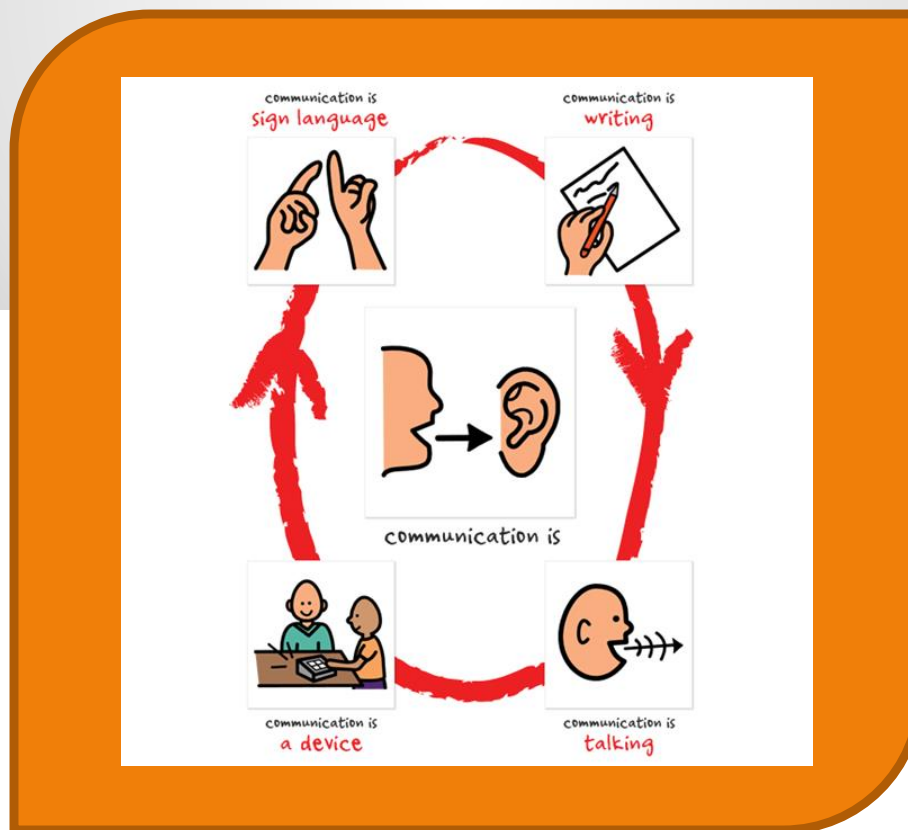 communication is
sign language
communication is
writing
communication is
communication is
a device
communication is
talking